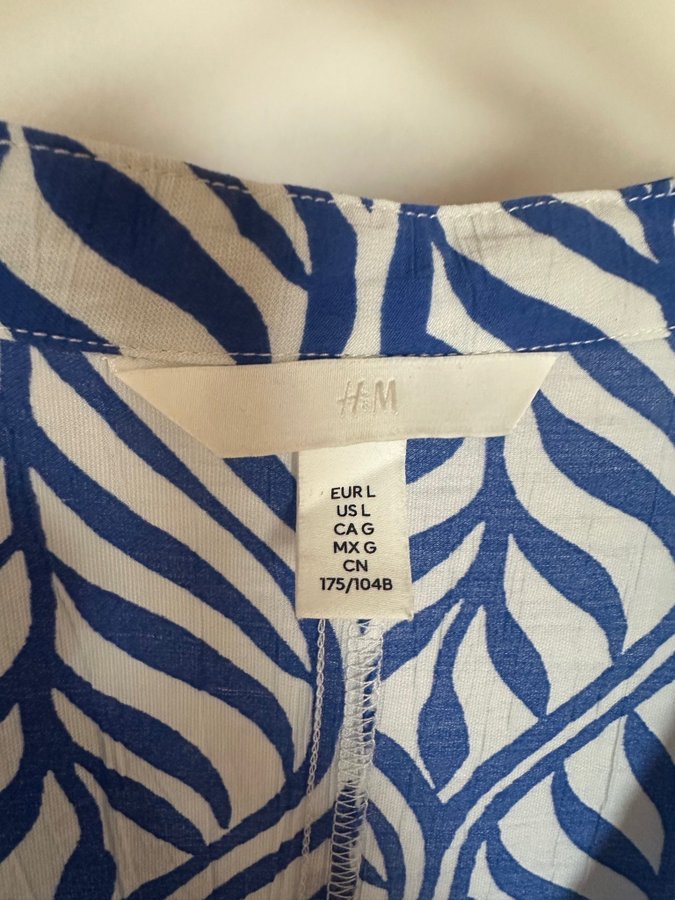 H&M
EUR L
US L
CA G
MX G
CN
175/104B